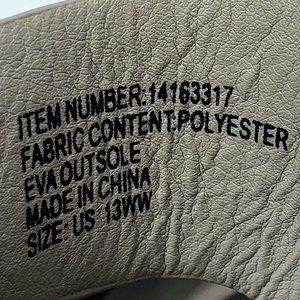 ITEM NUMBER:14163317
FABRIC CONTENT:POLYESTER
EVA OUTSOLE
MADE IN CHINA
SIZE: US 13WW